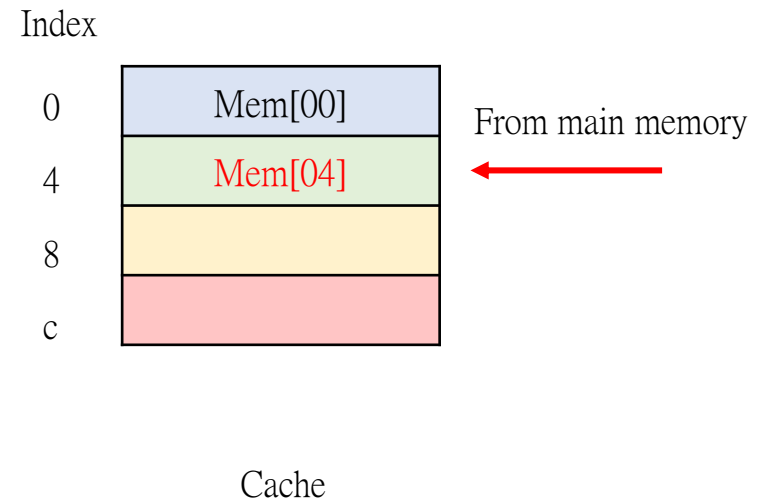 Index
0
Mem[00]
From main memory
4
Mem[04]
8
c
Cache